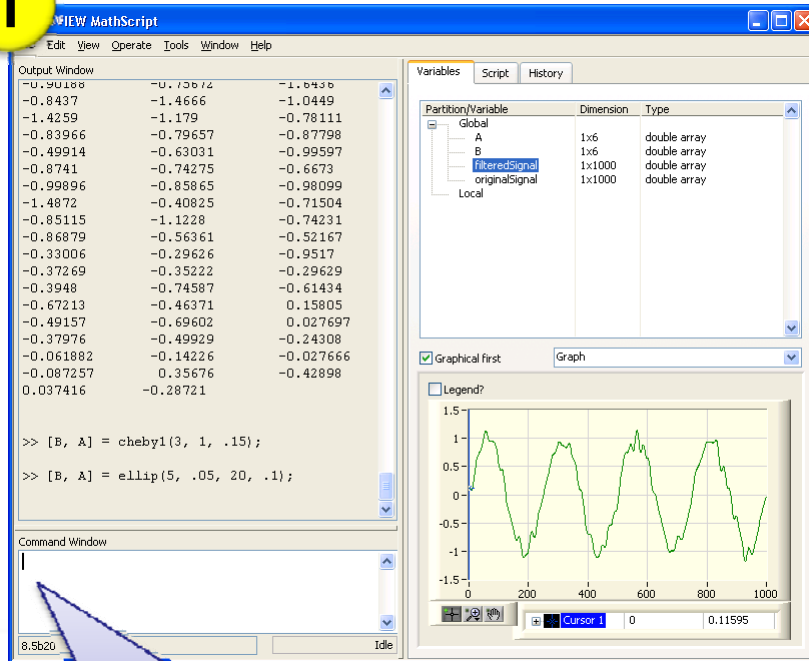 1
IEW MathScript
Edit View Operate Tools Window Help
Output Window
-0.90188 -0.75672 -1.6436
-0.8437 -1.4666 -1.0449
-1.4259 -1.179 -0.78111
-0.83966 -0.79657 -0.87798
-0.49914 -0.63031 -0.99597
-0.8741 -0.74275 -0.6673
-0.99896 -0.85865 -0.98099
-1.4872 -0.40825 -0.71504
-0.85115 -1.1228 -0.74231
-0.86879 -0.56361 -0.52167
-0.33006 -0.29626 -0.9517
-0.37269 -0.35222 -0.29629
-0.3948 -0.74587 -0.61434
-0.67213 -0.46371 0.15805
-0.49157 -0.69602 0.027697
-0.37976 -0.49929 -0.24308
-0.061882 -0.14226 -0.027666
-0.087257 0.35676 -0.42898
0.037416 -0.28721
>> [B, A] = cheby1(3, 1, .15);
>> [B, A] = ellip(5, .05, 20, .1);
Command Window
8.5b20
Idle
Variables Script History
Partition/Variable Dimension Type
Global
A 1x6 double array
B 1x6 double array
filteredSignal 1x1000 double array
originalSignal 1x1000 double array
Local
Graphical first Graph
Legend?
1.5
1
0.5
0
-0.5
-1
-1.5
0 200 400 600 800 1000
Cursor 1 0 0.11595